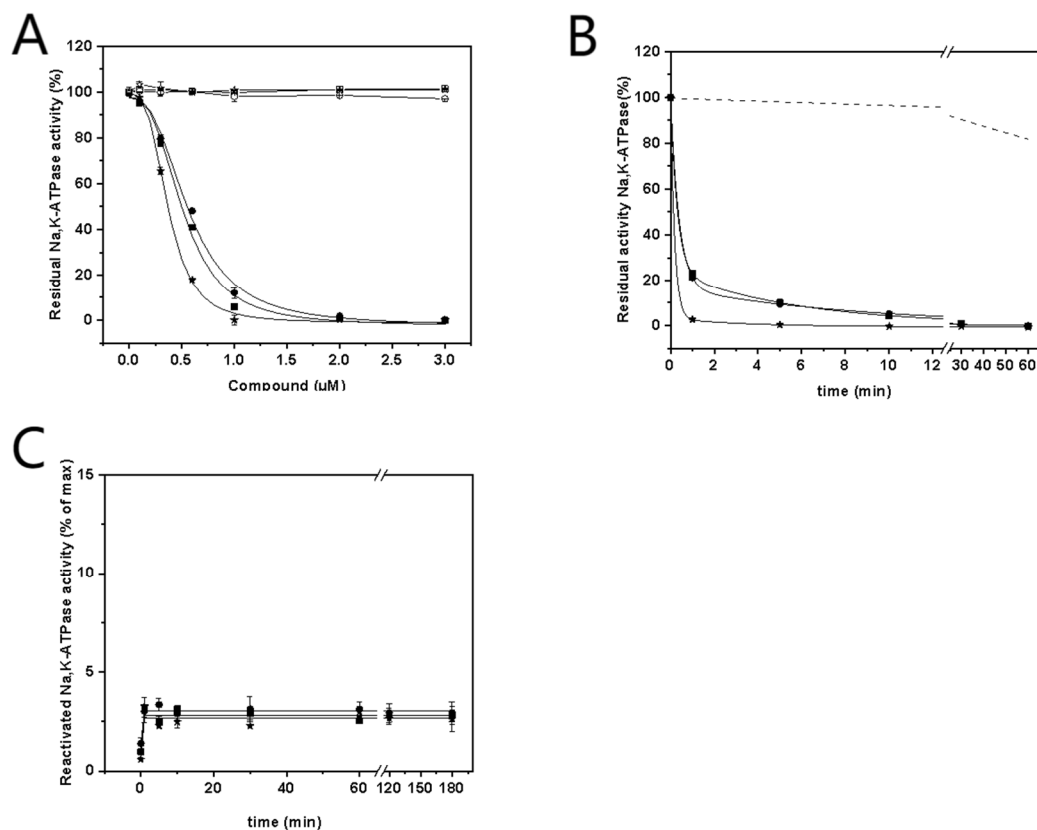 A
Residual Na,K-ATPase activity (%)
120
100
80
60
40
20
0
0.0 0.5 1.0 1.5 2.0 2.5 3.0
Compound (µM)
B
Residual activity Na,K-ATPase(%)
120
100
80
60
40
20
0
0 2 4 6 8 10 12 30 40 50 60
time (min)
C
Reactivated Na,K-ATPase activity (% of max)
15
10
5
0
0 20 40 60 120 150 180
time (min)